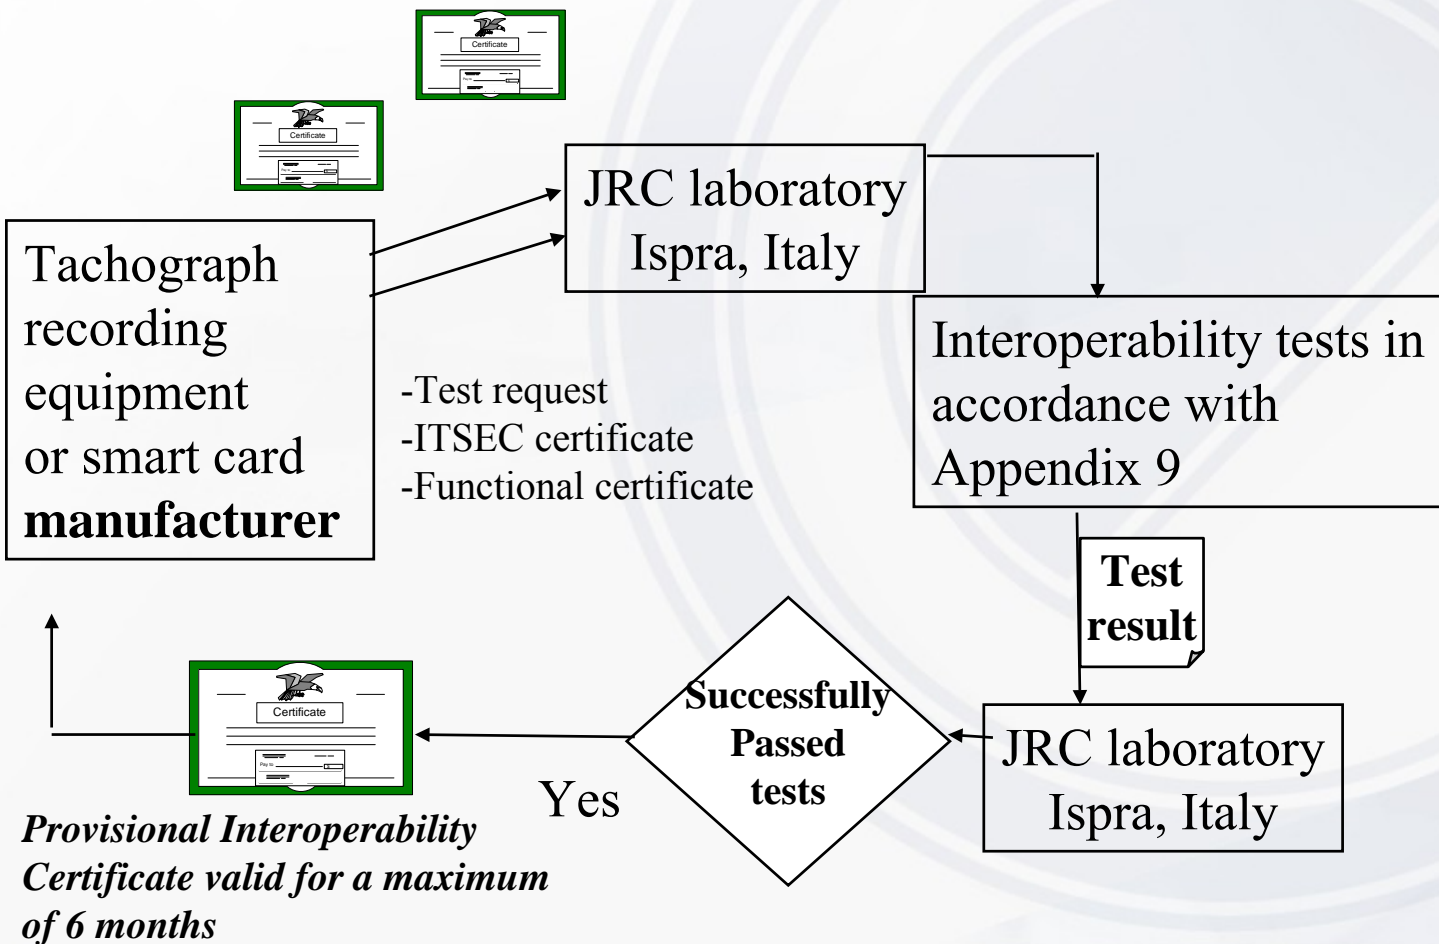 Certificate
Certificate
JRC laboratory
Ispra, Italy
Tachograph
recording
equipment
or smart card
manufacturer
-Test request
-ITSEC certificate
-Functional certificate
Interoperability tests in
accordance with
Appendix 9
Test
result
JRC laboratory
Ispra, Italy
Successfully
Passed
tests
Yes
Certificate
Pay to
Provisional Interoperability
Certificate valid for a maximum
of 6 months